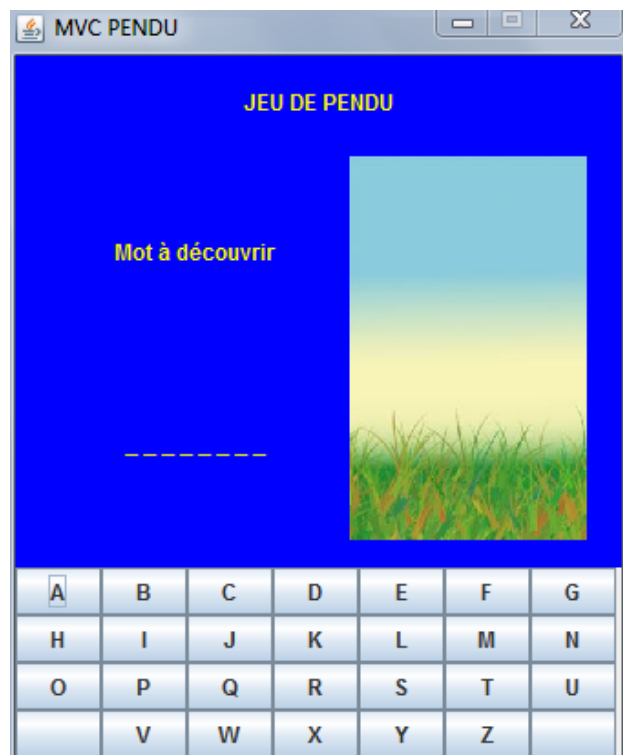 MVC PENDU
JEU DE PENDU
Mot à découvrir
_ _ _ _ _ _ _ _
A B C D E F G
H I J K L M N
O P Q R S T U
V W X Y Z